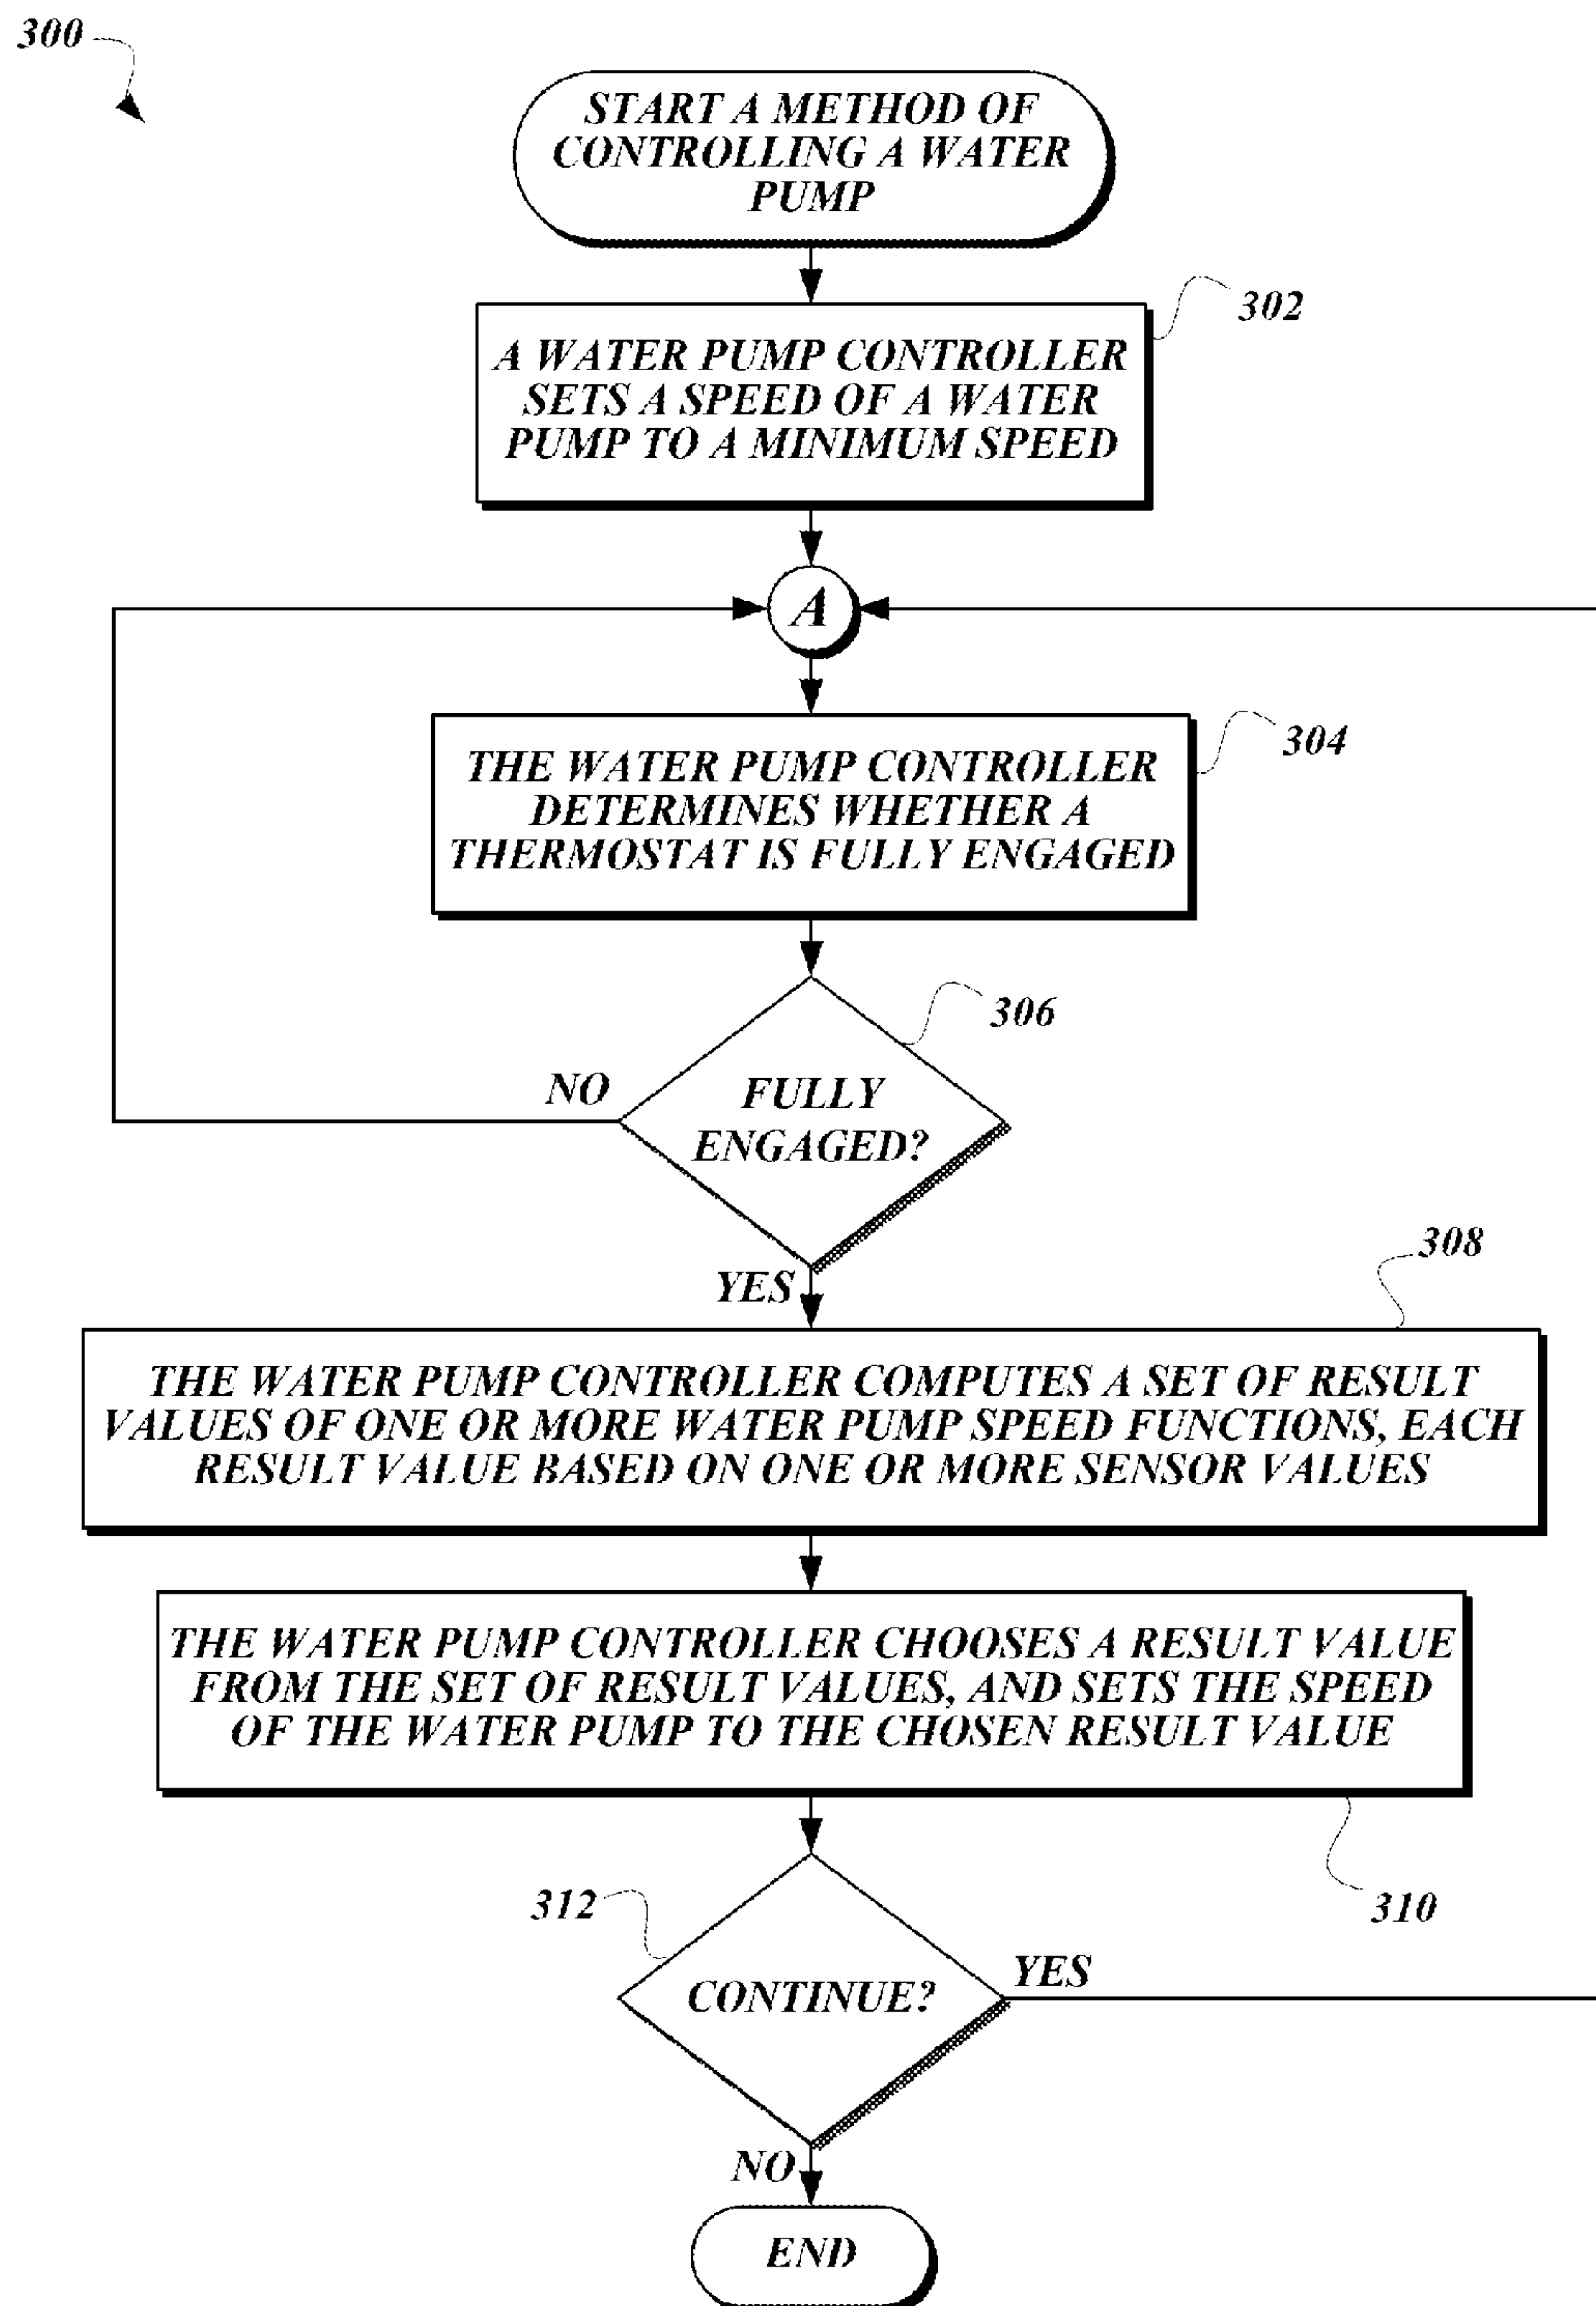 300
START A METHOD OF
CONTROLLING A WATER
PUMP
302
A WATER PUMP CONTROLLER
SETS A SPEED OF A WATER
PUMP TO A MINIMUM SPEED
A
304
THE WATER PUMP CONTROLLER
DETERMINES WHETHER A
THERMOSTAT IS FULLY ENGAGED
306
NO
FULLY
ENGAGED?
YES
308
THE WATER PUMP CONTROLLER COMPUTES A SET OF RESULT
VALUES OF ONE OR MORE WATER PUMP SPEED FUNCTIONS, EACH
RESULT VALUE BASED ON ONE OR MORE SENSOR VALUES
THE WATER PUMP CONTROLLER CHOOSES A RESULT VALUE
FROM THE SET OF RESULT VALUES, AND SETS THE SPEED
OF THE WATER PUMP TO THE CHOSEN RESULT VALUE
310
312
CONTINUE?
YES
NO
END